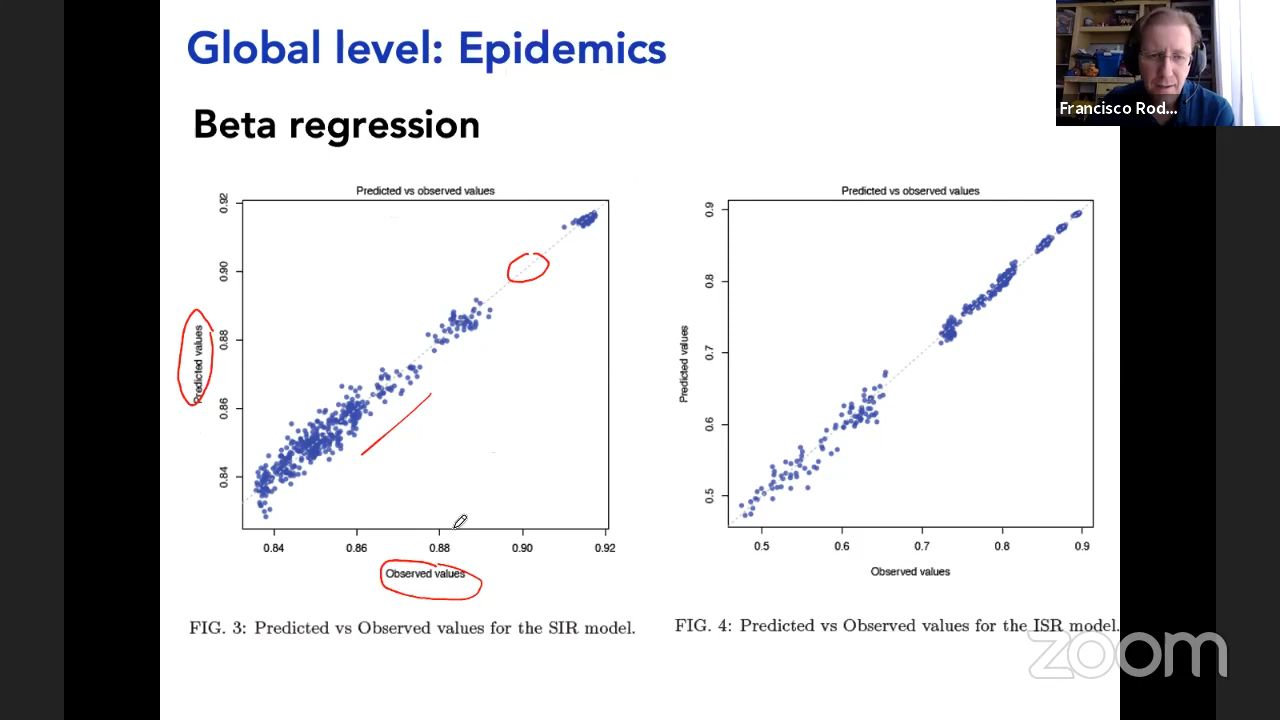 Global level: Epidemics
Francisco Rod...
Beta regression
Predicted vs observed values
Predicted values
0.92
0.90
0.88
0.86
0.84
0.84 0.86 0.88 0.90 0.92
Observed values
FIG. 3: Predicted vs Observed values for the SIR model.
Predicted vs observed values
Predicted values
0.9
0.8
0.7
0.6
0.5
0.5 0.6 0.7 0.8 0.9
Observed values
FIG. 4: Predicted vs Observed values for the ISR model.
zoom